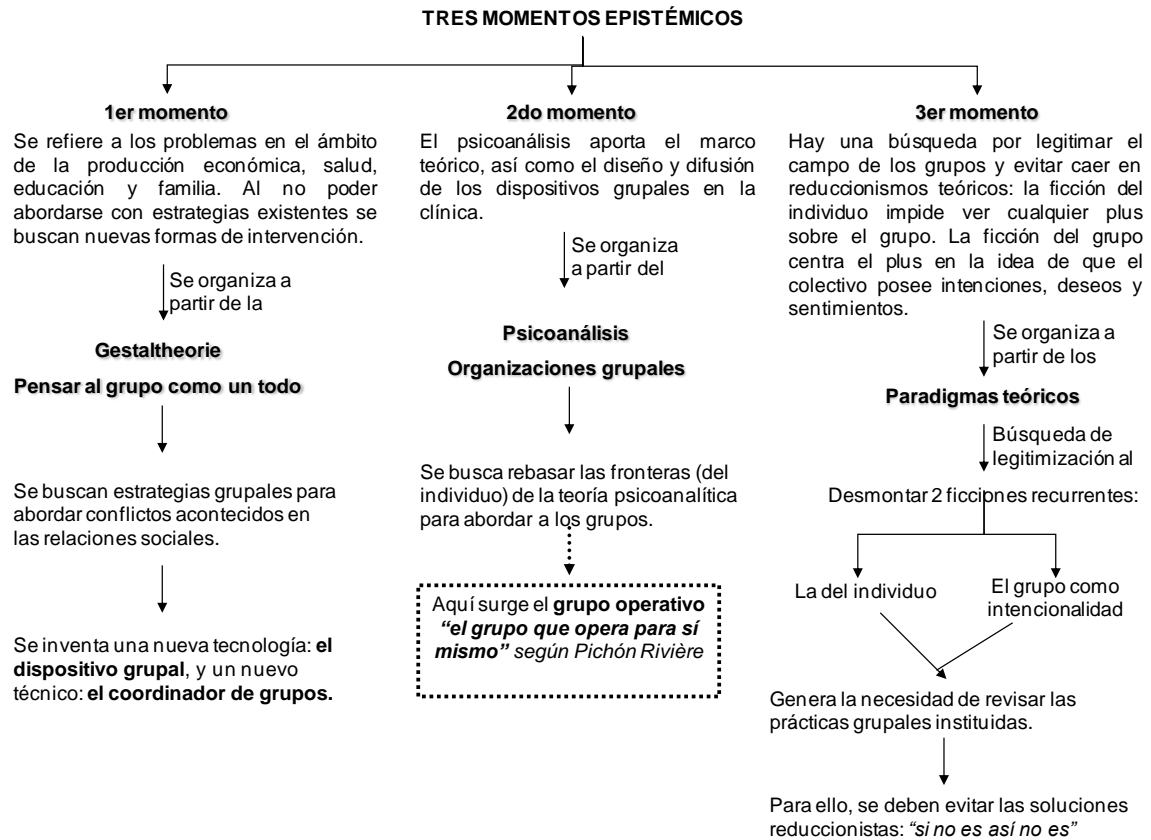 TRES MOMENTOS EPISTÉMICOS
1er momento
Se refiere a los problemas en el ámbito
de la producción económica, salud,
educación y familia. Al no poder
abordarse con estrategias existentes se
buscan nuevas formas de intervención.
Se organiza a
partir de la
Gestaltheorie
Pensar al grupo como un todo
Se buscan estrategias grupales para
abordar conflictos acontecidos en
las relaciones sociales.
Se inventa una nueva tecnología: el
dispositivo grupal, y un nuevo
técnico: el coordinador de grupos.
2do momento
El psicoanálisis aporta el marco
teórico, así como el diseño y difusión
de los dispositivos grupales en la
clínica.
Se organiza
a partir del
Psicoanálisis
Organizaciones grupales
Se busca rebasar las fronteras (del
individuo) de la teoría psicoanalítica
para abordar a los grupos.
Aquí surge el grupo operativo
"el grupo que opera para sí
mismo" según Pichón Rivière
3er momento
Hay una búsqueda por legitimar el
campo de los grupos y evitar caer en
reduccionismos teóricos: la ficción del
individuo impide ver cualquier plus
sobre el grupo. La ficción del grupo
centra el plus en la idea de que el
colectivo posee intenciones, deseos y
sentimientos.
Se organiza a
partir de los
Paradigmas teóricos
Búsqueda de
legitimización al
Desmontar 2 ficciones recurrentes:
La del individuo
El grupo como
intencionalidad
Genera la necesidad de revisar las
prácticas grupales instituidas.
Para ello, se deben evitar las soluciones
reduccionistas: "si no es así no es"